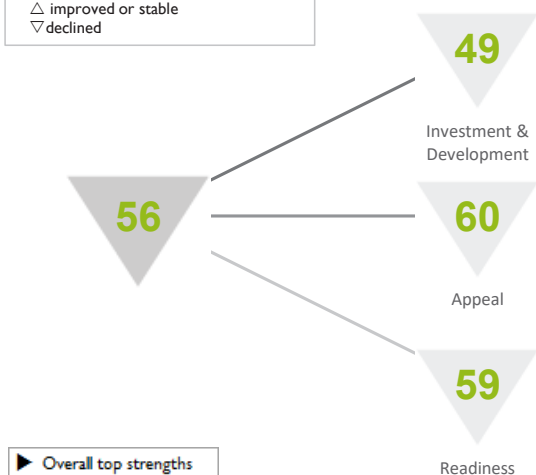 △ improved or stable
▽ declined
49
Investment &
Development
56
60
Appeal
59
Readiness
▶ Overall top strengths